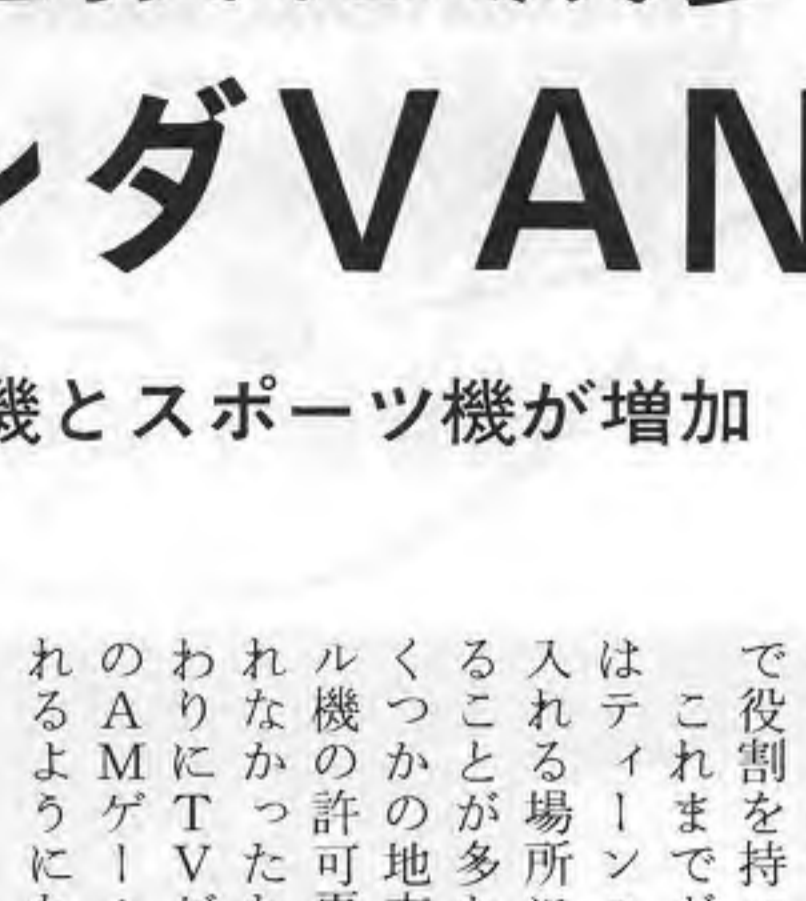 ンダVAN
機とスポーツ機が増加
で役割を持
これまで
はティーン
入れる場所
ることが多
くつかの地
ル機の許可
れなかった
わりにTV
のAMゲー
れるように